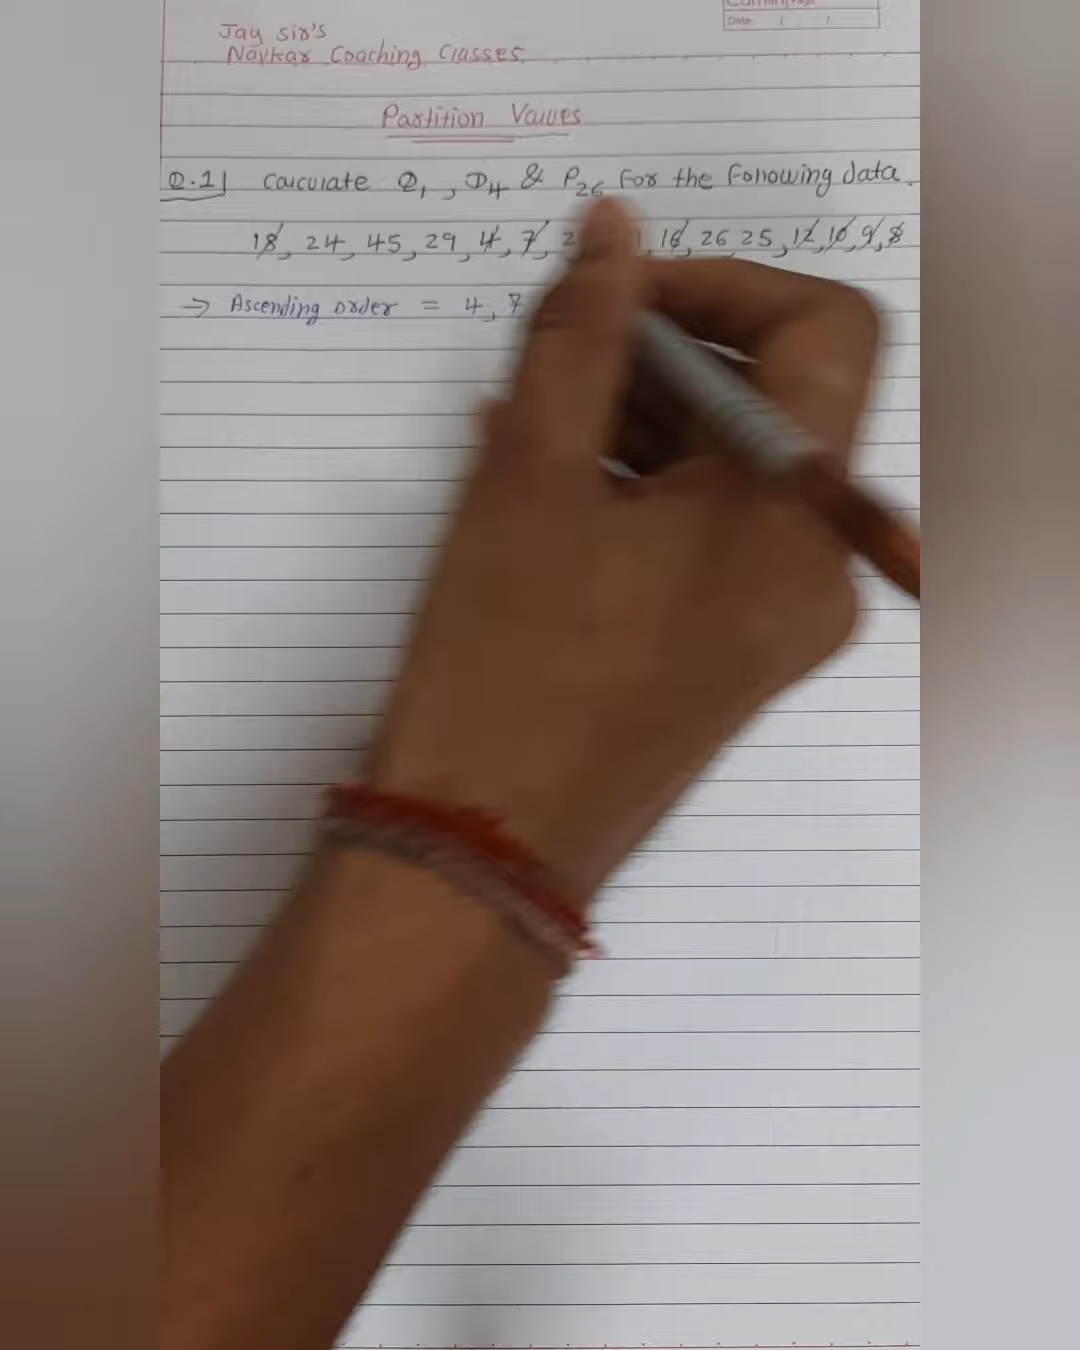 Jay Sir's
Navkar Coaching Classes.
Date / /
Partition Values
Q.1] Calculate Q₁, D₄ & P₂₆ For the Following data.
18, 24, 45, 29, 4, 7, 16, 26 25, 12, 10, 9, 8
→ Ascending order = 4, 7